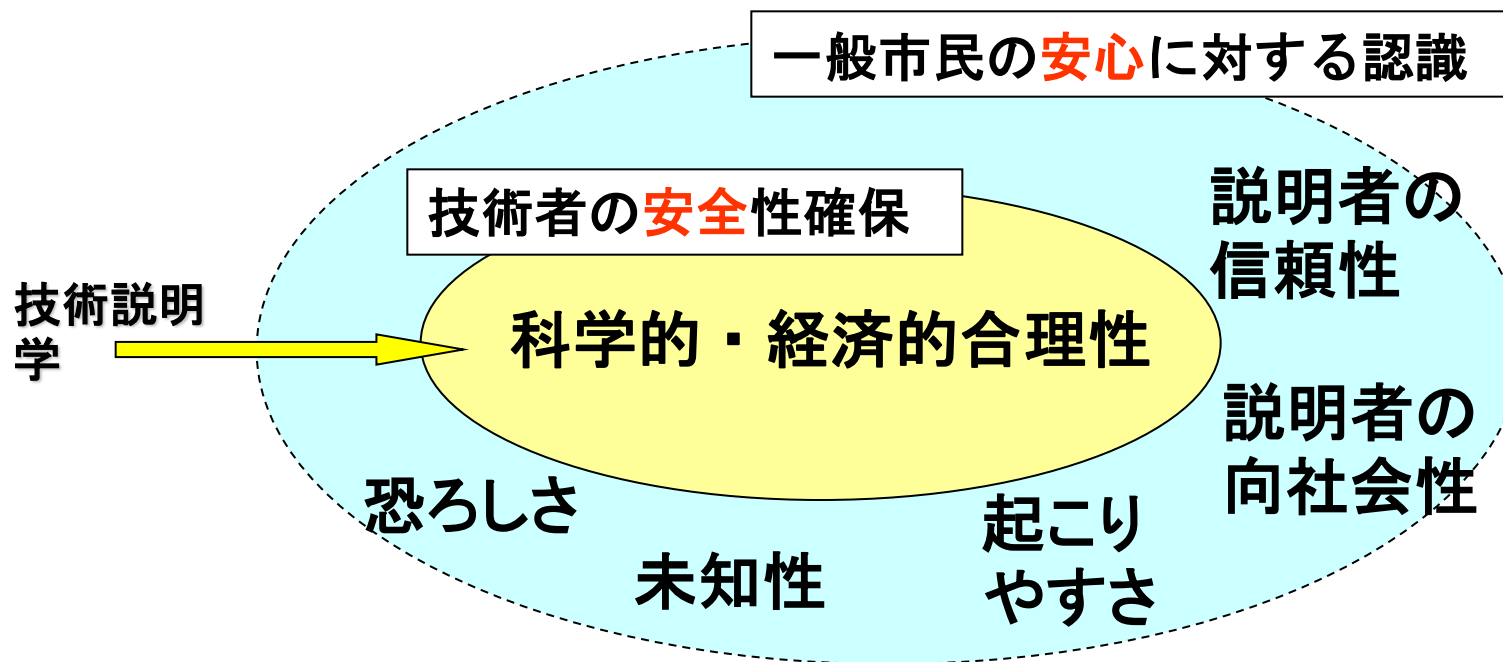 一般市民の安心に対する認識
技術者の安全性確保
説明者の
信頼性
技術説明
学
科学的・経済的合理性
説明者の
向社会性
恐ろしさ
未知性
起こり
やすさ